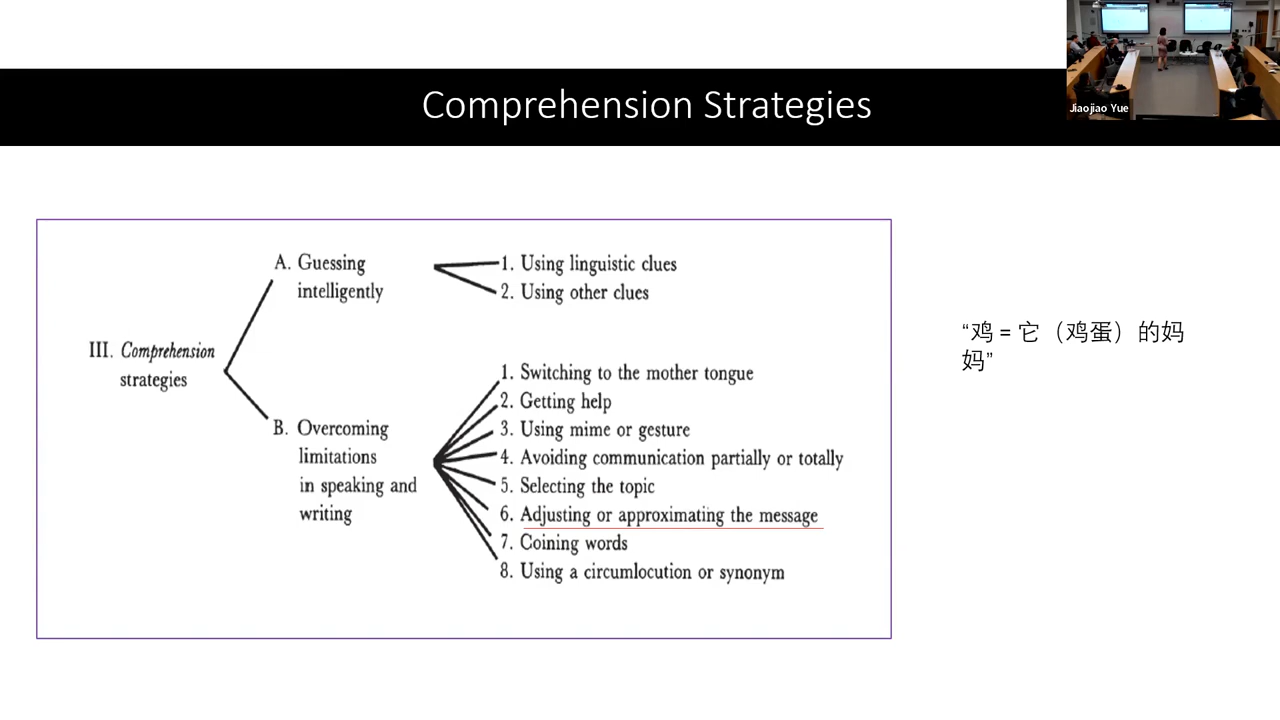 Comprehension Strategies
Jiaojiao Yue
A. Guessing
intelligently
1. Using linguistic clues
2. Using other clues
III. Comprehension
strategies
B. Overcoming
limitations
in speaking and
writing
1. Switching to the mother tongue
2. Getting help
3. Using mime or gesture
4. Avoiding communication partially or totally
5. Selecting the topic
6. Adjusting or approximating the message
7. Coining words
8. Using a circumlocution or synonym
“鸡 = 它（鸡蛋）的妈
妈”